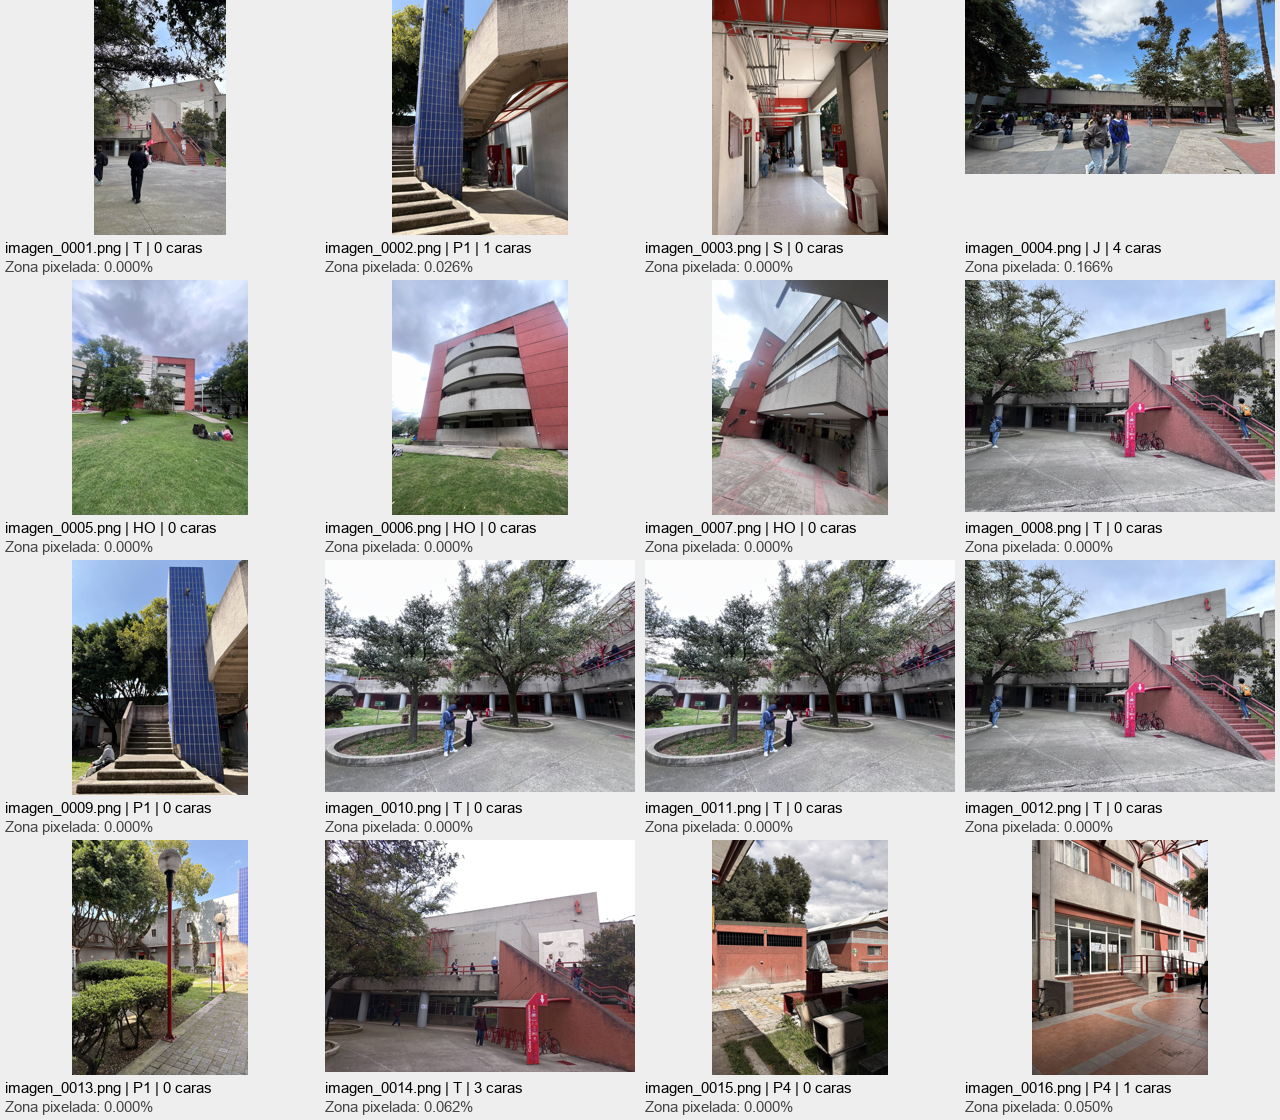 imagen_0001.png | T | 0 caras
Zona pixelada: 0.000%
imagen_0002.png | P1 | 1 caras
Zona pixelada: 0.026%
imagen_0003.png | S | 0 caras
Zona pixelada: 0.000%
imagen_0004.png | J | 4 caras
Zona pixelada: 0.166%
imagen_0005.png | HO | 0 caras
Zona pixelada: 0.000%
imagen_0006.png | HO | 0 caras
Zona pixelada: 0.000%
imagen_0007.png | HO | 0 caras
Zona pixelada: 0.000%
imagen_0008.png | T | 0 caras
Zona pixelada: 0.000%
imagen_0009.png | P1 | 0 caras
Zona pixelada: 0.000%
imagen_0010.png | T | 0 caras
Zona pixelada: 0.000%
imagen_0011.png | T | 0 caras
Zona pixelada: 0.000%
imagen_0012.png | T | 0 caras
Zona pixelada: 0.000%
imagen_0013.png | P1 | 0 caras
Zona pixelada: 0.000%
imagen_0014.png | T | 3 caras
Zona pixelada: 0.062%
imagen_0015.png | P4 | 0 caras
Zona pixelada: 0.000%
imagen_0016.png | P4 | 1 caras
Zona pixelada: 0.050%